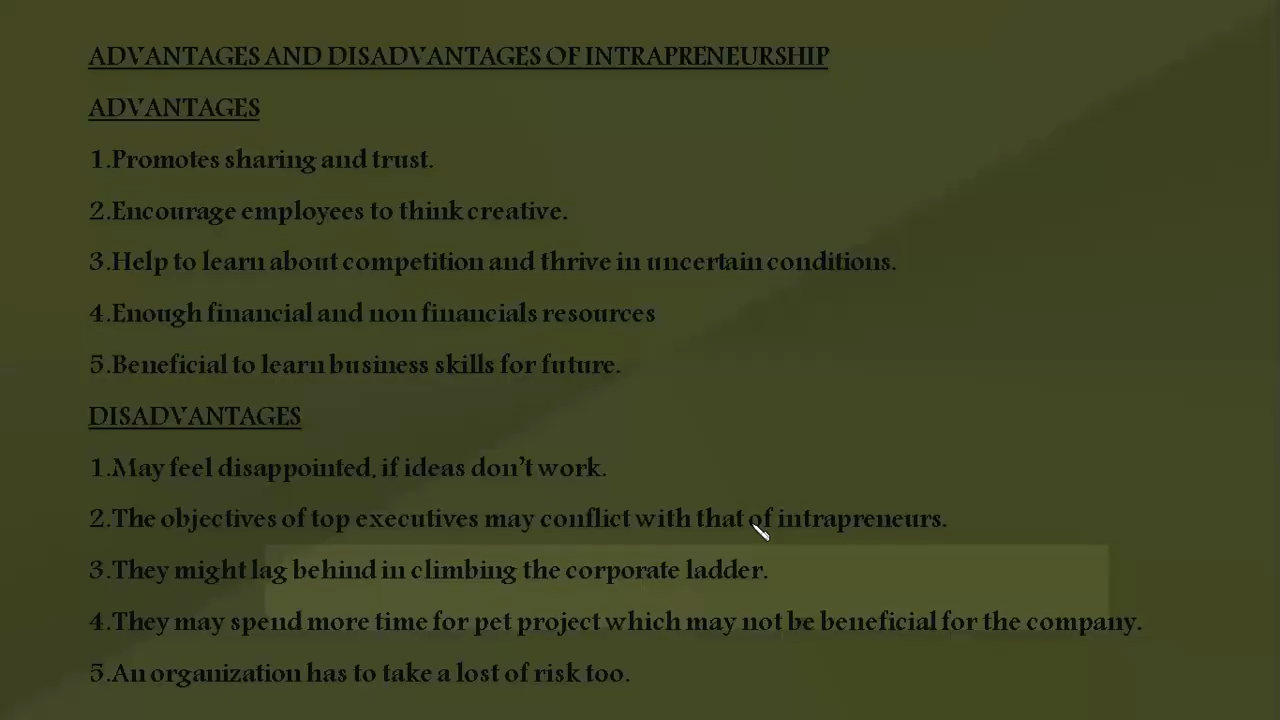 ADVANTAGES AND DISADVANTAGES OF INTRAPRENEURSHIP
ADVANTAGES
1.Promotes sharing and trust.
2.Encourage employees to think creative.
3.Help to learn about competition and thrive in uncertain conditions.
4.Enough financial and non financials resources
5.Beneficial to learn business skills for future.
DISADVANTAGES
1.May feel disappointed, if ideas don't work.
2.The objectives of top executives may conflict with that of intrapreneurs.
3.They might lag behind in climbing the corporate ladder.
4.They may spend more time for pet project which may not be beneficial for the company.
5.An organization has to take a lost of risk too.